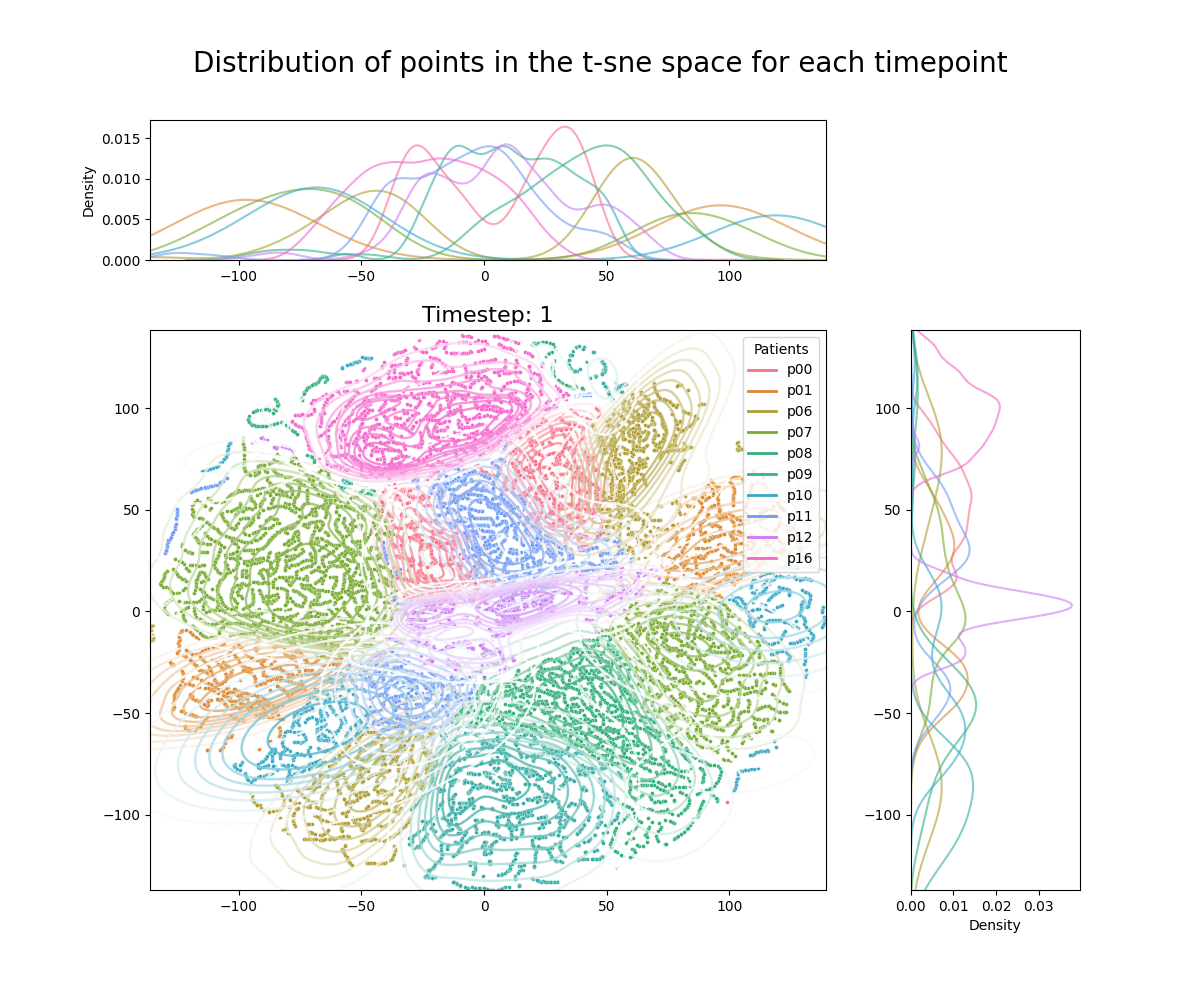 Distribution of points in the t-sne space for each timepoint
0.015
0.010
0.005
0.000
Density
−100
−50
0
50
100
Timestep: 1
100
50
0
−50
−100
−100
−50
0
50
100
Patients
p00
p01
p06
p07
p08
p09
p10
p11
p12
p16
100
50
0
−50
−100
0.00
0.01
0.02
0.03
Density